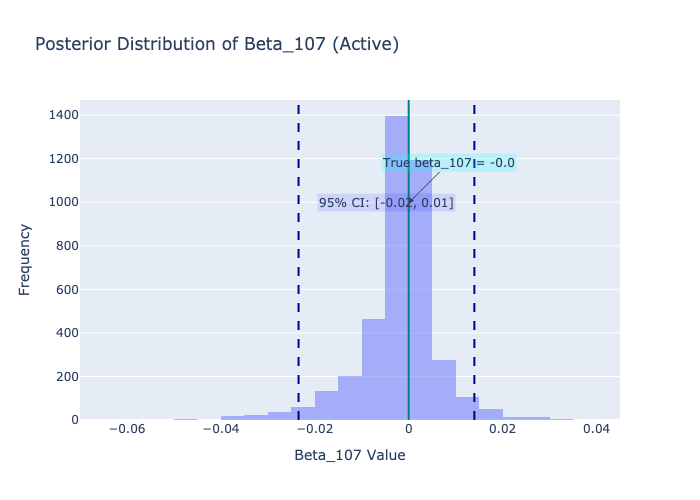 Posterior Distribution of Beta_107 (Active)
1400
1200
1000
800
600
400
200
0
Frequency
True beta_107 = -0.0
95% CI: [-0.02, 0.01]
−0.06
−0.04
−0.02
0
0.02
0.04
Beta_107 Value